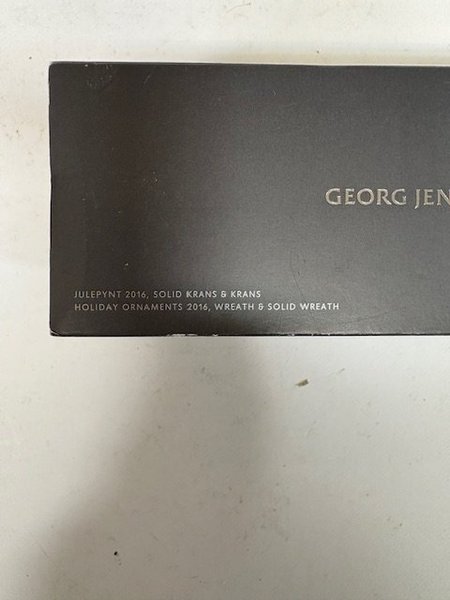 GEORG JEN
JULEPYNT 2016, SOLID KRANS & KRANS
HOLIDAY ORNAMENTS 2016, WREATH & SOLID WREATH